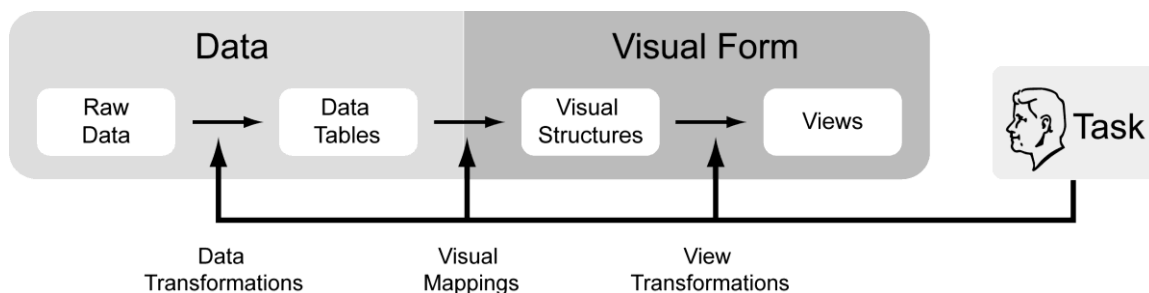 Data
Visual Form
Raw
Data
Data
Tables
Visual
Structures
Views
Task
Data
Transformations
Visual
Mappings
View
Transformations